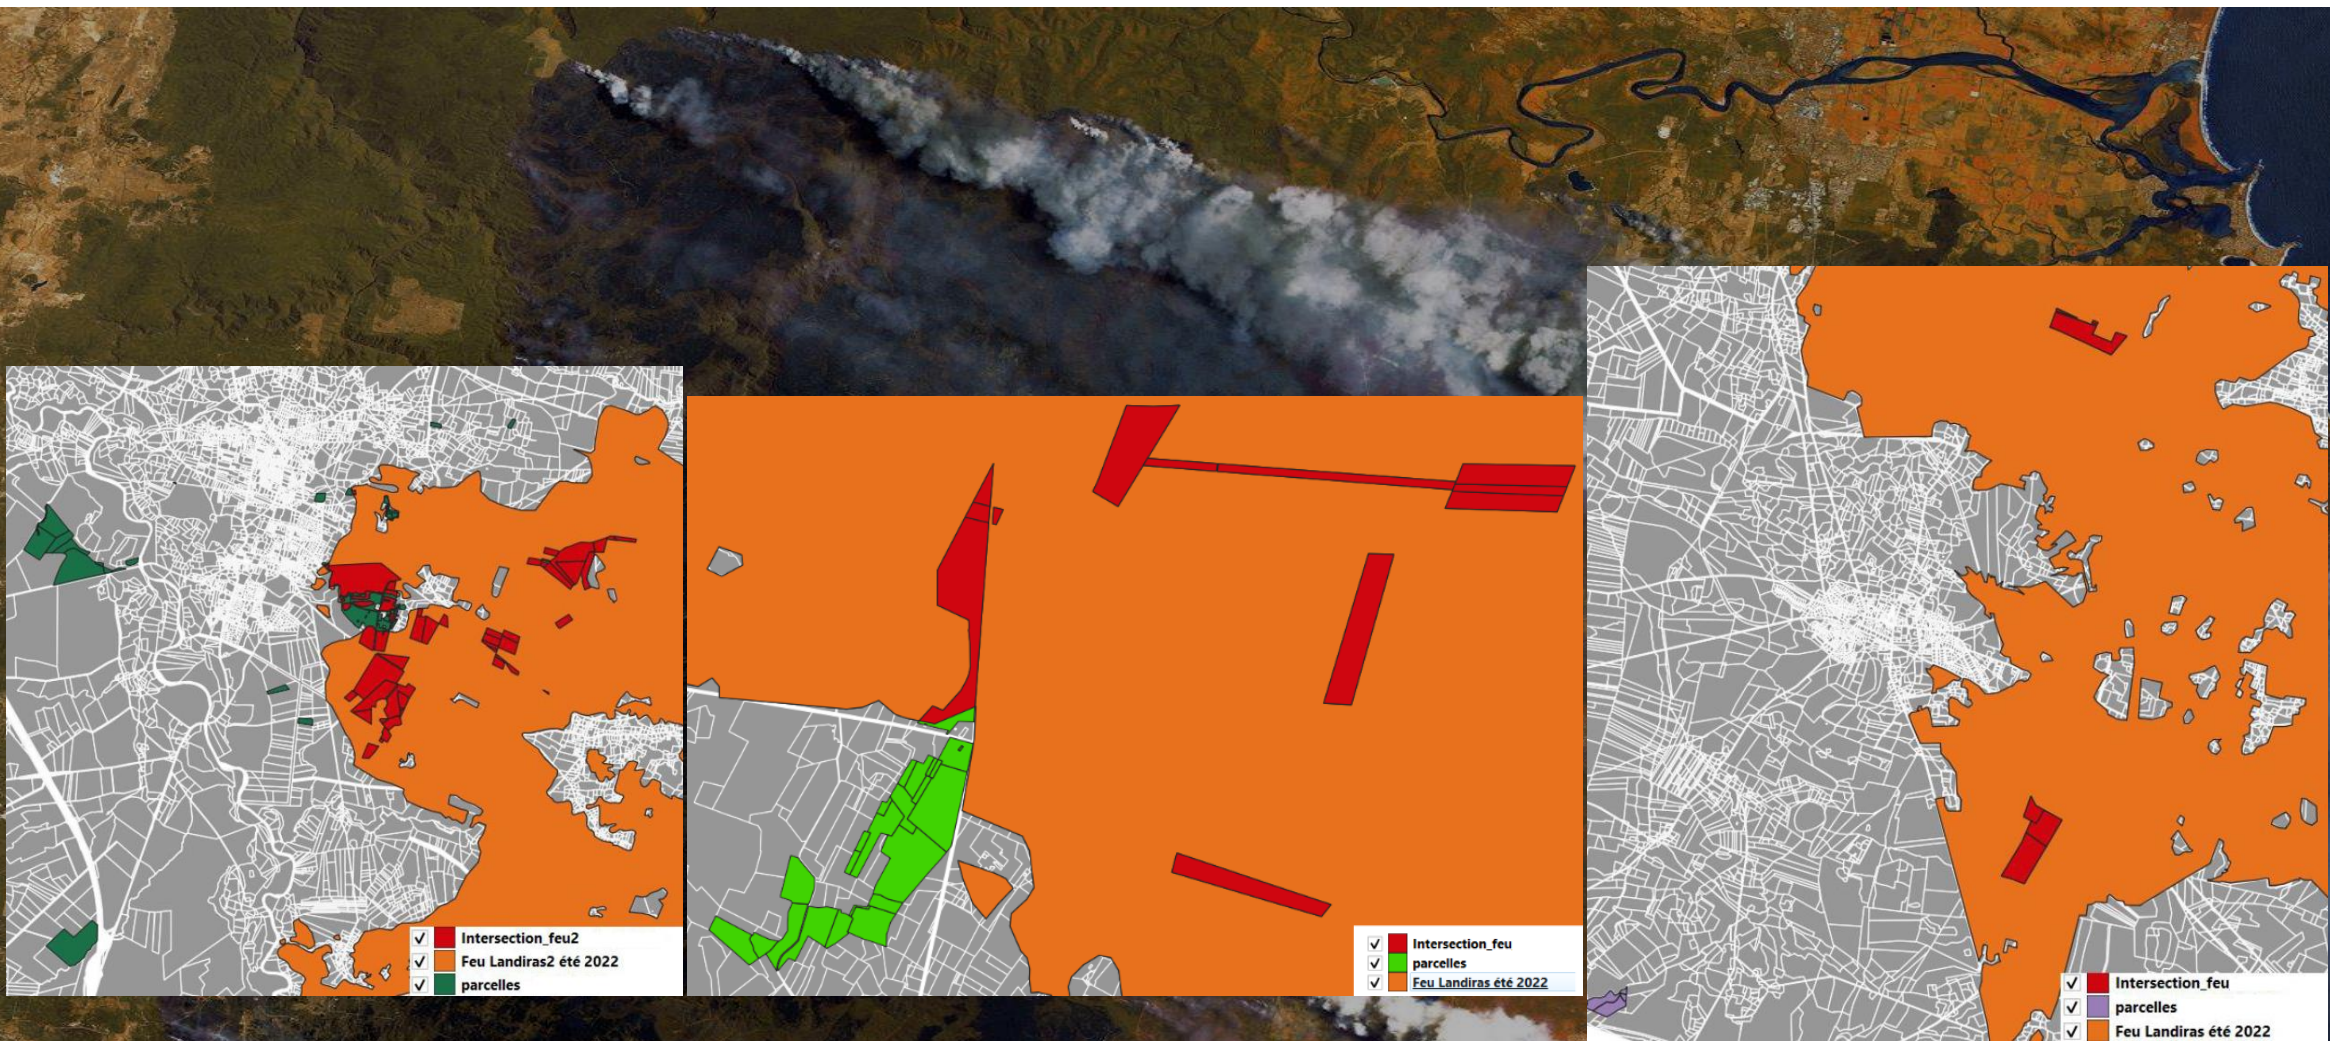 Intersection_feu2
Feu Landiras2 été 2022
parcelles
Intersection_feu
parcelles
Feu Landiras été 2022
Intersection_feu
parcelles
Feu Landiras été 2022